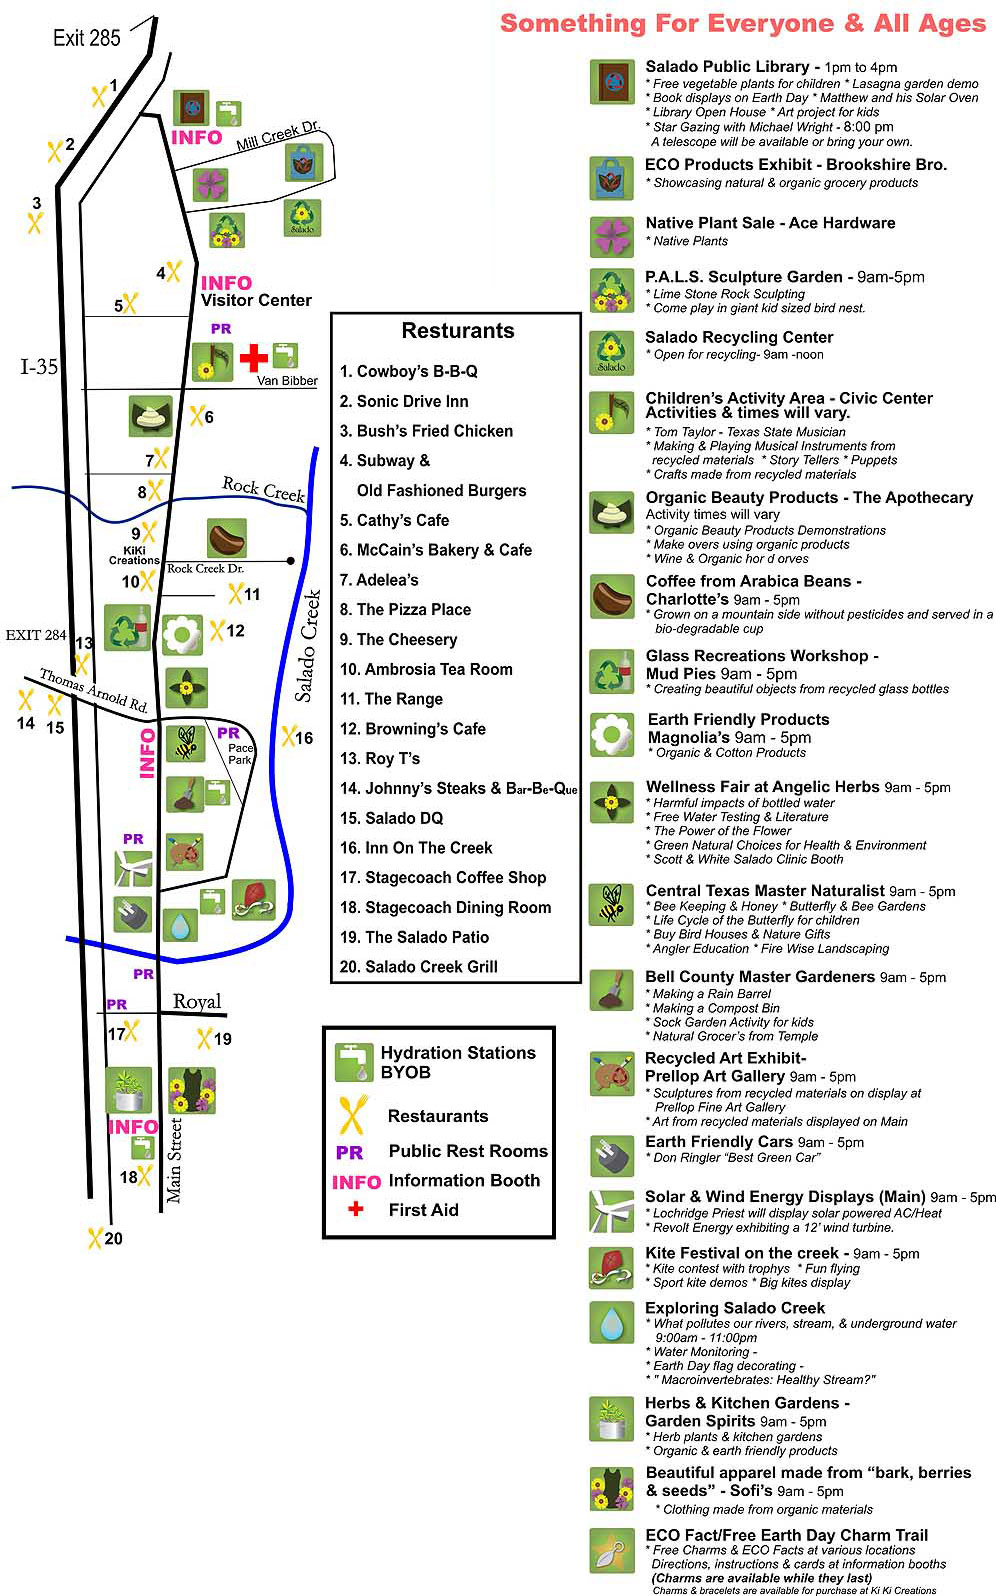 Something For Everyone & All Ages
Exit 285
1
2
3
INFO
Mill Creek Dr.
Salado
4
INFO
Visitor Center
5
PR
I-35
Van Bibber
6
7
8
Rock Creek
9
KiKi
Creations
Rock Creek Dr.
10
11
EXIT 284
12
13
Salado Creek
Thomas Arnold Rd.
14
15
INFO
PR
Pace
Park
16
PR
PR
PR
Royal
17
19
INFO
Main Street
18
20
Resturants
1. Cowboy's B-B-Q
2. Sonic Drive Inn
3. Bush's Fried Chicken
4. Subway &
Old Fashioned Burgers
5. Cathy's Cafe
6. McCain's Bakery & Cafe
7. Adelea's
8. The Pizza Place
9. The Cheesery
10. Ambrosia Tea Room
11. The Range
12. Browning's Cafe
13. Roy T's
14. Johnny's Steaks & Bar-Be-Que
15. Salado DQ
16. Inn On The Creek
17. Stagecoach Coffee Shop
18. Stagecoach Dining Room
19. The Salado Patio
20. Salado Creek Grill
Hydration Stations
BYOB
Restaurants
PR Public Rest Rooms
INFO Information Booth
First Aid
Salado Public Library - 1pm to 4pm
* Free vegetable plants for children * Lasagna garden demo
* Book displays on Earth Day * Matthew and his Solar Oven
* Library Open House * Art project for kids
* Star Gazing with Michael Wright - 8:00 pm
A telescope will be available or bring your own.
ECO Products Exhibit - Brookshire Bro.
* Showcasing natural & organic grocery products
Native Plant Sale - Ace Hardware
* Native Plants
P.A.L.S. Sculpture Garden - 9am-5pm
* Lime Stone Rock Sculpting
* Come play in giant kid sized bird nest.
Salado Recycling Center
* Open for recycling- 9am -noon
Salado
Children's Activity Area - Civic Center
Activities & times will vary.
* Tom Taylor - Texas State Musician
* Making & Playing Musical Instruments from
recycled materials * Story Tellers * Puppets
* Crafts made from recycled materials
Organic Beauty Products - The Apothecary
Activity times will vary
* Organic Beauty Products Demonstrations
* Make overs using organic products
* Wine & Organic hor d orves
Coffee from Arabica Beans -
Charlotte's 9am - 5pm
* Grown on a mountain side without pesticides and served in a
bio-degradable cup
Glass Recreations Workshop -
Mud Pies 9am - 5pm
* Creating beautiful objects from recycled glass bottles
Earth Friendly Products
Magnolia's 9am - 5pm
* Organic & Cotton Products
Wellness Fair at Angelic Herbs 9am - 5pm
* Harmful impacts of bottled water
* Free Water Testing & Literature
* The Power of the Flower
* Green Natural Choices for Health & Environment
* Scott & White Salado Clinic Booth
Central Texas Master Naturalist 9am - 5pm
* Bee Keeping & Honey * Butterfly & Bee Gardens
* Life Cycle of the Butterfly for children
* Buy Bird Houses & Nature Gifts
* Angler Education * Fire Wise Landscaping
Bell County Master Gardeners 9am - 5pm
* Making a Rain Barrel
* Making a Compost Bin
* Sock Garden Activity for kids
* Natural Grocer's from Temple
Recycled Art Exhibit-
Prellop Art Gallery 9am - 5pm
* Sculptures from recycled materials on display at
Prellop Fine Art Gallery
* Art from recycled materials displayed on Main
Earth Friendly Cars 9am - 5pm
* Don Ringler "Best Green Car"
Solar & Wind Energy Displays (Main) 9am - 5pm
* Lochridge Priest will display solar powered AC/Heat
* Revolt Energy exhibiting a 12' wind turbine.
Kite Festival on the creek - 9am - 5pm
* Kite contest with trophys * Fun flying
* Sport kite demos * Big kites display
Exploring Salado Creek
* What pollutes our rivers, stream, & underground water
9:00am - 11:00pm
* Water Monitoring -
* Earth Day flag decorating -
* " Macroinvertebrates: Healthy Stream?"
Herbs & Kitchen Gardens -
Garden Spirits 9am - 5pm
* Herb plants & kitchen gardens
* Organic & earth friendly products
Beautiful apparel made from "bark, berries
& seeds" - Sofi's 9am - 5pm
* Clothing made from organic materials
ECO Fact/Free Earth Day Charm Trail
* Free Charms & ECO Facts at various locations
Directions, instructions & cards at information booths
(Charms are available while they last)
Charms & bracelets are available for purchase at Ki Ki Creations